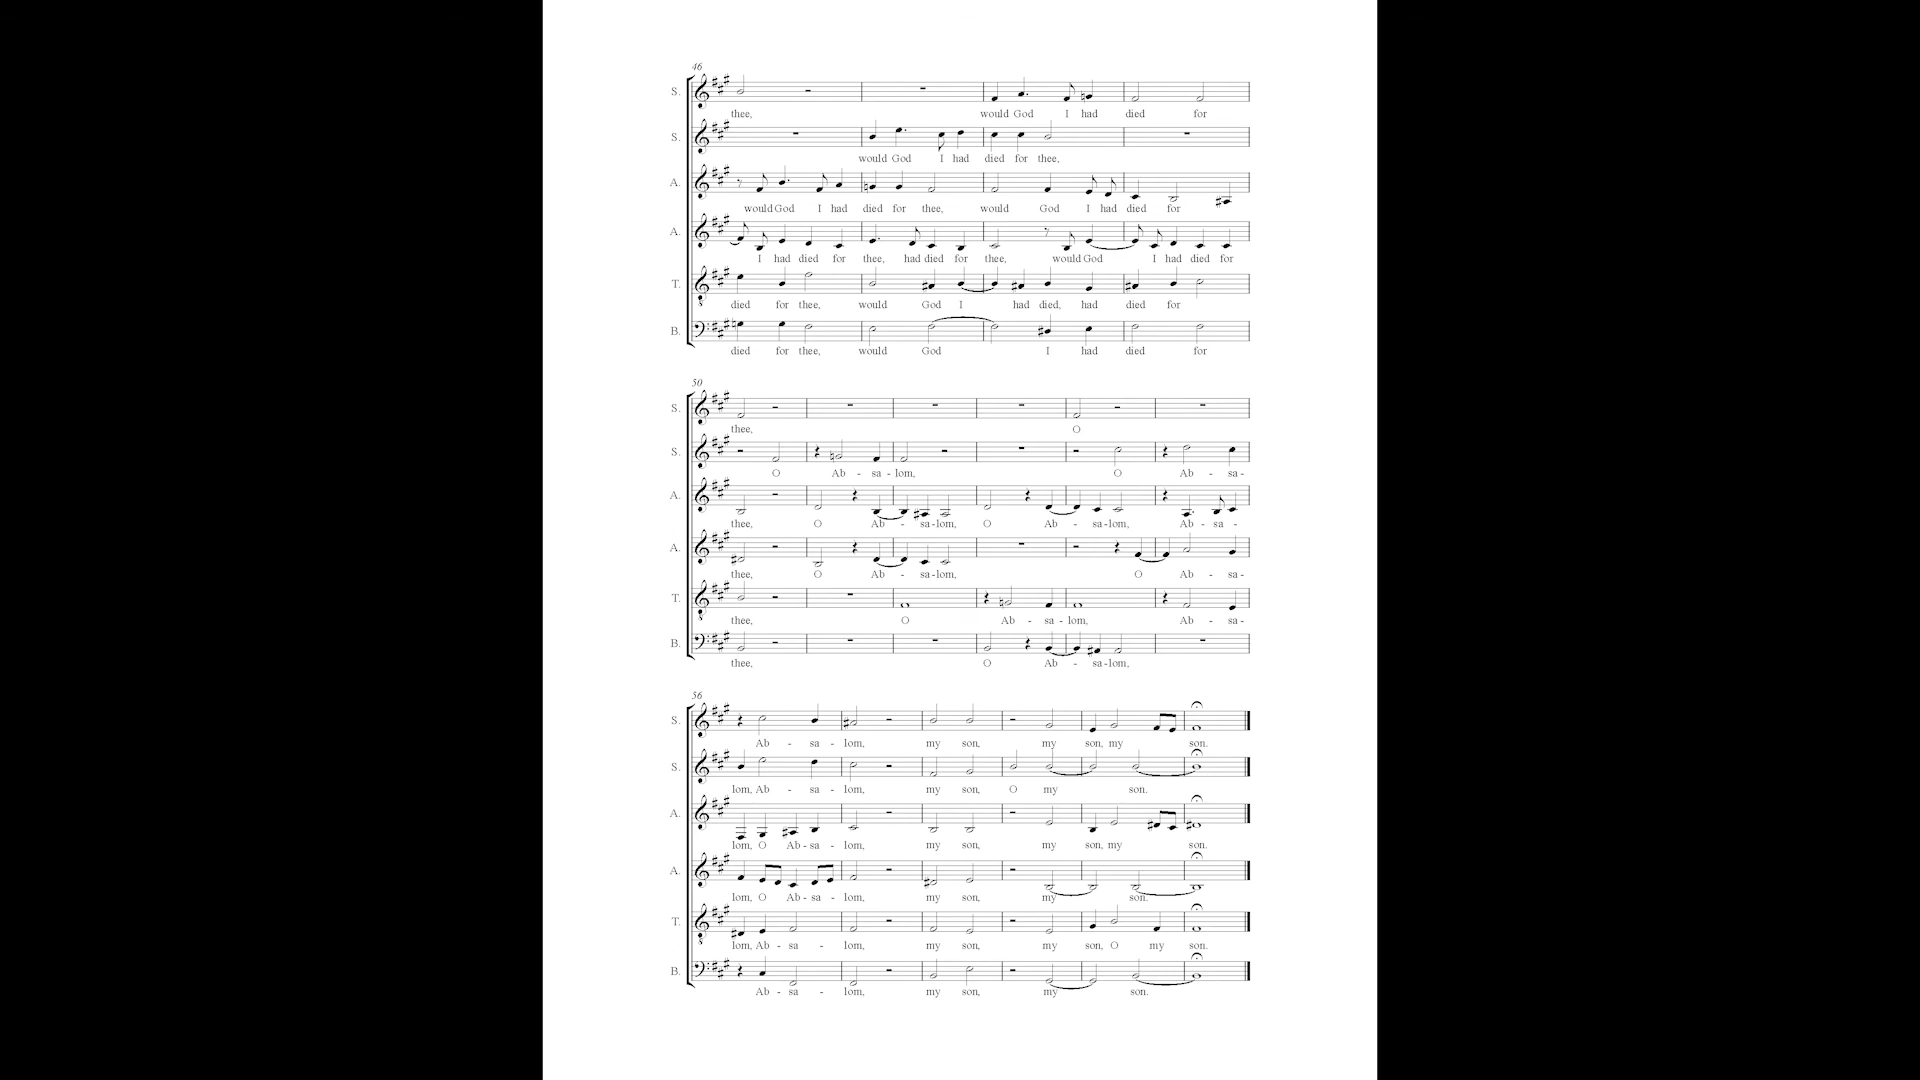 46
S.
thee, would God I had died for
S.
would God I had died for thee,
A.
would God I had died for thee, would God I had died for
A.
I had died for thee, had died for thee, would God I had died for
T.
died for thee, would God I had died, had died for
B.
died for thee, would God I had died for
50
S.
thee, O
S.
O Ab - sa - lom, O Ab - sa -
A.
thee, O Ab - sa - lom, O Ab - sa - lom, Ab - sa -
A.
thee, O Ab - sa - lom, O Ab - sa -
T.
thee, O Ab - sa - lom, Ab - sa -
B.
thee, O Ab - sa - lom,
56
S.
Ab - sa - lom, my son, my son, my son.
S.
lom, Ab - sa - lom, my son, O my son.
A.
lom, O Ab - sa - lom, my son, my son, my son.
A.
lom, O Ab - sa - lom, my son, my son.
T.
lom, Ab - sa - lom, my son, my son, O my son.
B.
Ab - sa - lom, my son, my son.